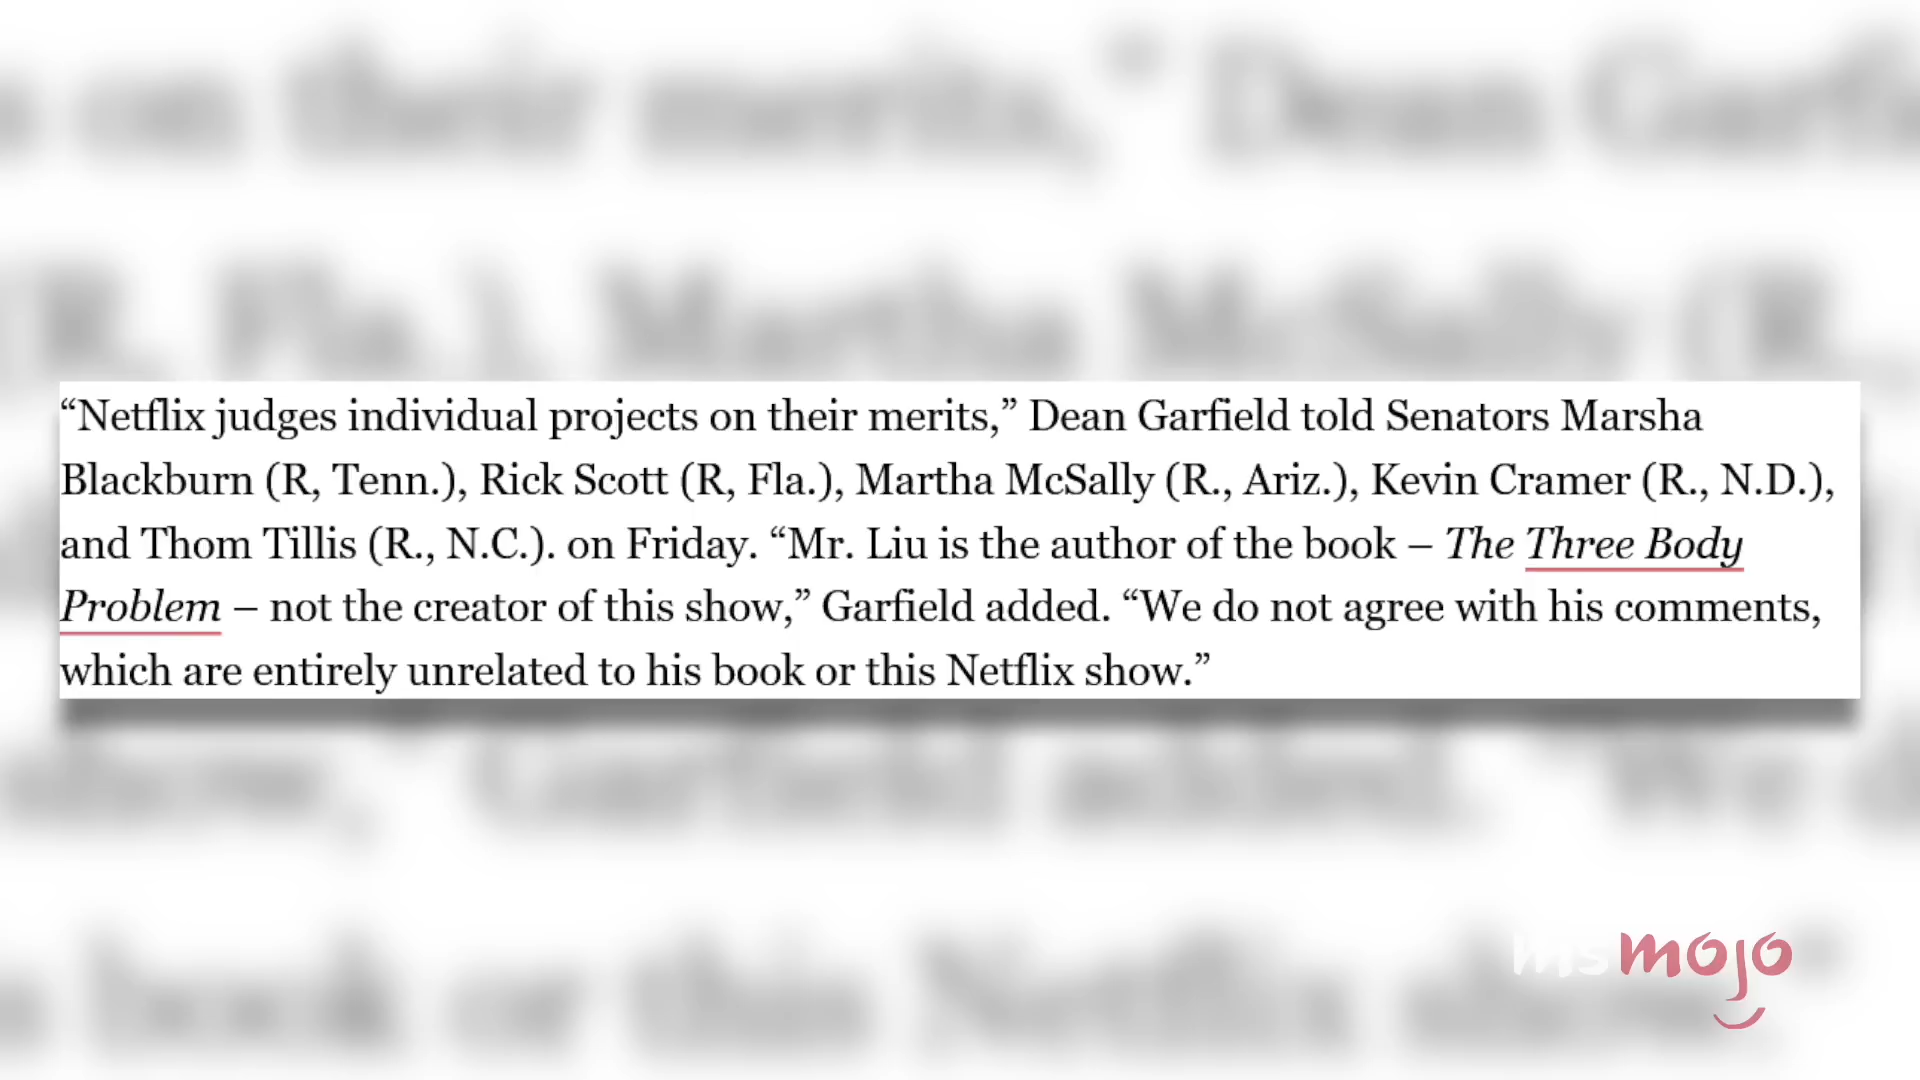 “Netflix judges individual projects on their merits,” Dean Garfield told Senators Marsha
Blackburn (R, Tenn.), Rick Scott (R, Fla.), Martha McSally (R., Ariz.), Kevin Cramer (R., N.D.),
and Thom Tillis (R., N.C.). on Friday. “Mr. Liu is the author of the book – The Three Body
Problem – not the creator of this show,” Garfield added. “We do not agree with his comments,
which are entirely unrelated to his book or this Netflix show.”
msmojo